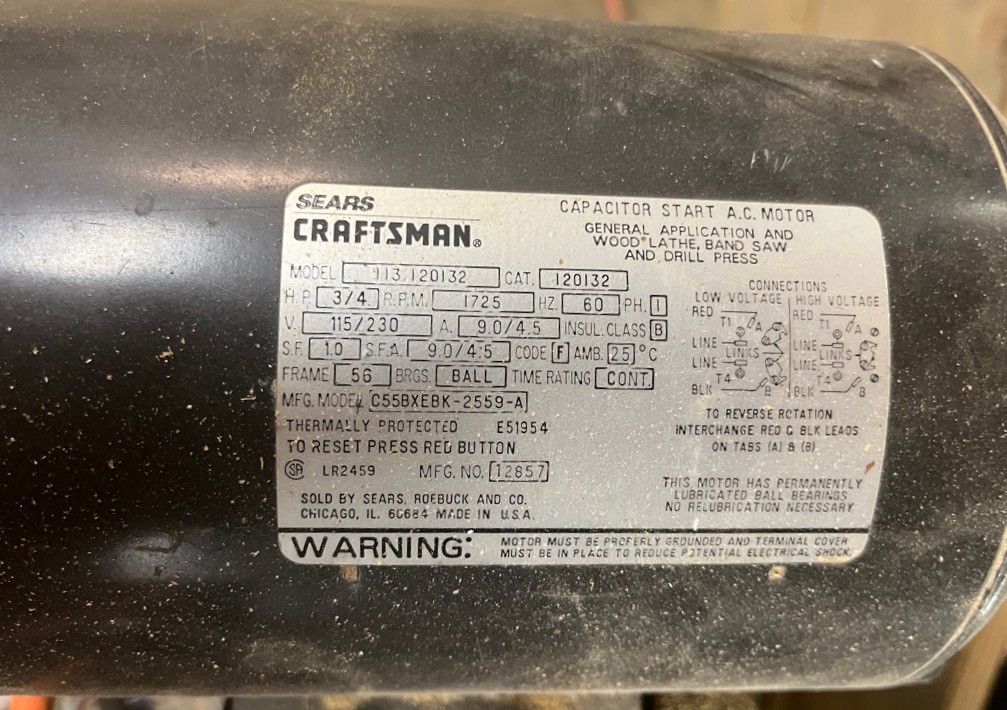 SEARS
CRAFTSMAN®
CAPACITOR START A.C. MOTOR
GENERAL APPLICATION AND
WOOD LATHE, BAND SAW
AND DRILL PRESS
MODEL 113.120132 CAT. 120132
H.P. 3/4 R.P.M. 1725 HZ 60 PH. 1
V. 115/230 A. 9.0/4.5 INSUL. CLASS B
S.F. 1.0 S.F.A. 9.0/4.5 CODE F AMB. 25 °C
FRAME 56 BRGS. BALL TIME RATING CONT.
MFG. MODEL C55BXEBK-2559-A
THERMALLY PROTECTED E51954
TO RESET PRESS RED BUTTON
SA LR2459 MFG. NO. 12857
SOLD BY SEARS, ROEBUCK AND CO.
CHICAGO, IL. 60684 MADE IN U.S.A.
CONNECTIONS
LOW VOLTAGE HIGH VOLTAGE
RED RED
T1 A T1 A
LINE LINE
LINKS LINKS
LINE LINE
T4 T4
BLK B BLK B
TO REVERSE ROTATION
INTERCHANGE RED & BLK LEADS
ON TABS (A) & (B)
THIS MOTOR HAS PERMANENTLY
LUBRICATED BALL BEARINGS
NO RELUBRICATION NECESSARY
WARNING:
MOTOR MUST BE PROPERLY GROUNDED AND TERMINAL COVER
MUST BE IN PLACE TO REDUCE POTENTIAL ELECTRICAL SHOCK.